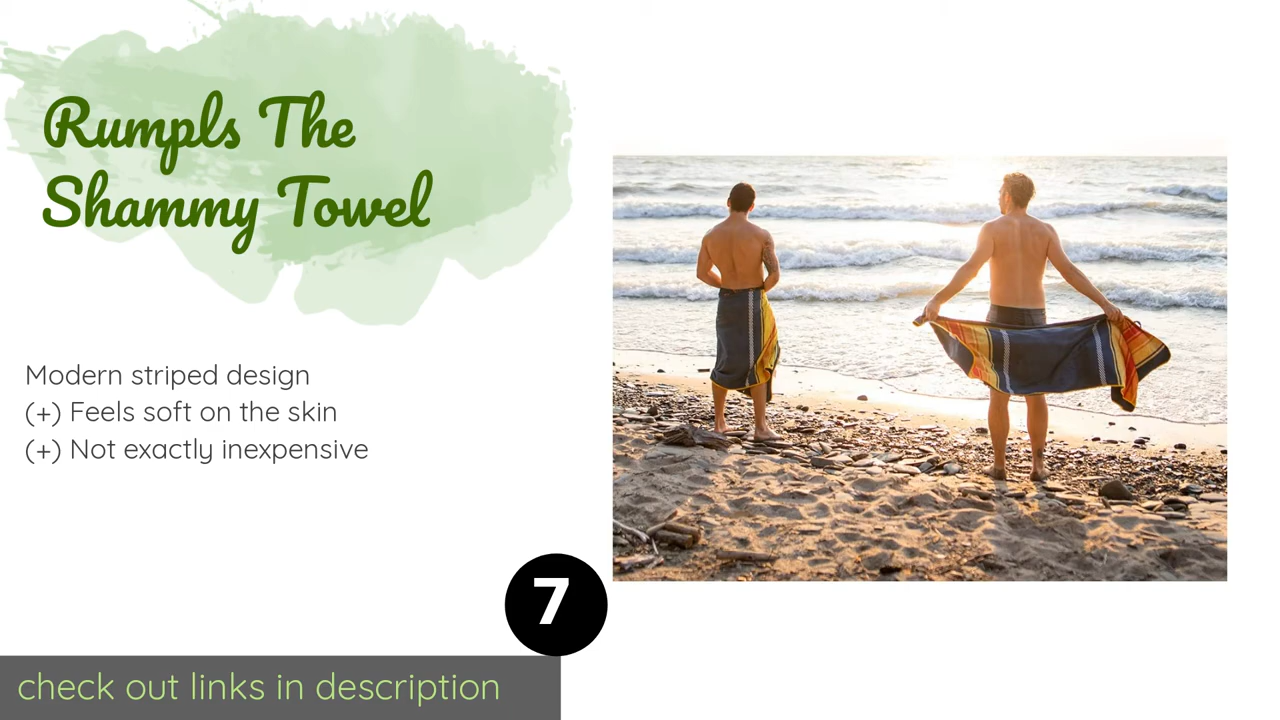 Rumpls The
Shammy Towel
Modern striped design
(+) Feels soft on the skin
(+) Not exactly inexpensive
7
check out links in description